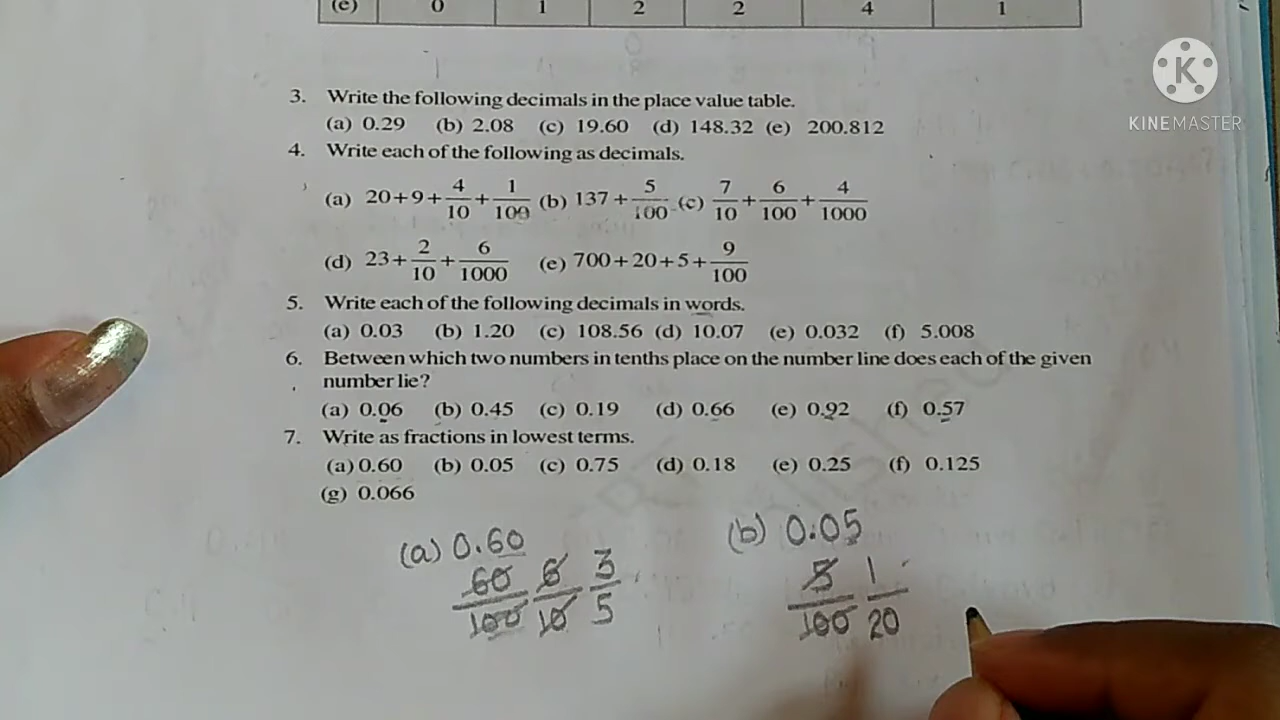 (e) 0 1 2 2 4 1
KINEMASTER
3. Write the following decimals in the place value table.
(a) 0.29 (b) 2.08 (c) 19.60 (d) 148.32 (e) 200.812
4. Write each of the following as decimals.
(a) 20+9+4/10+1/100 (b) 137+5/100 (c) 7/10+6/100+4/1000
(d) 23+2/10+6/1000 (e) 700+20+5+9/100
5. Write each of the following decimals in words.
(a) 0.03 (b) 1.20 (c) 108.56 (d) 10.07 (e) 0.032 (f) 5.008
6. Between which two numbers in tenths place on the number line does each of the given
number lie?
(a) 0.06 (b) 0.45 (c) 0.19 (d) 0.66 (e) 0.92 (f) 0.57
7. Write as fractions in lowest terms.
(a) 0.60 (b) 0.05 (c) 0.75 (d) 0.18 (e) 0.25 (f) 0.125
(g) 0.066
(a) 0.60 (b) 0.05
60/100 6/10 3/5 5/100 1/20